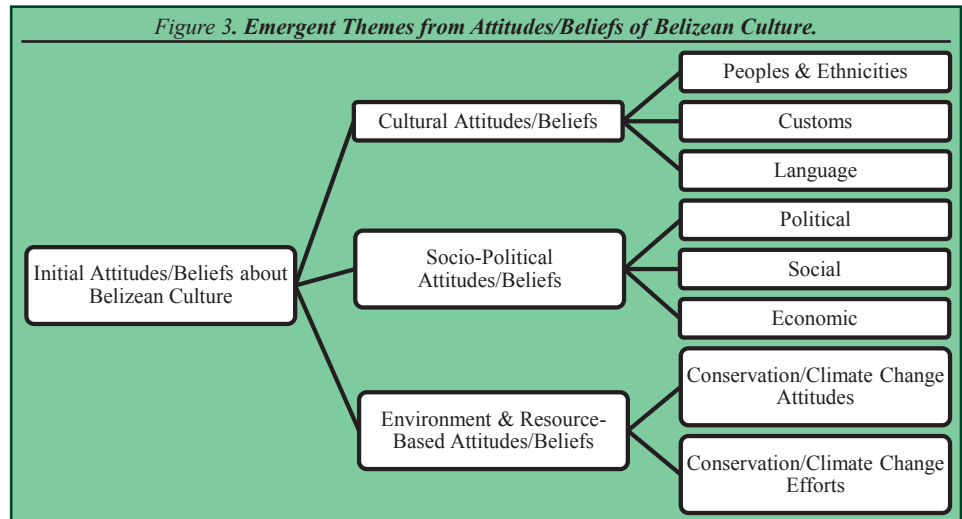 Figure 3. Emergent Themes from Attitudes/Beliefs of Belizean Culture.
Initial Attitudes/Beliefs about
Belizean Culture
Cultural Attitudes/Beliefs
Peoples & Ethnicities
Customs
Language
Socio-Political
Attitudes/Beliefs
Political
Social
Economic
Environment & Resource-
Based Attitudes/Beliefs
Conservation/Climate Change
Attitudes
Conservation/Climate Change
Efforts